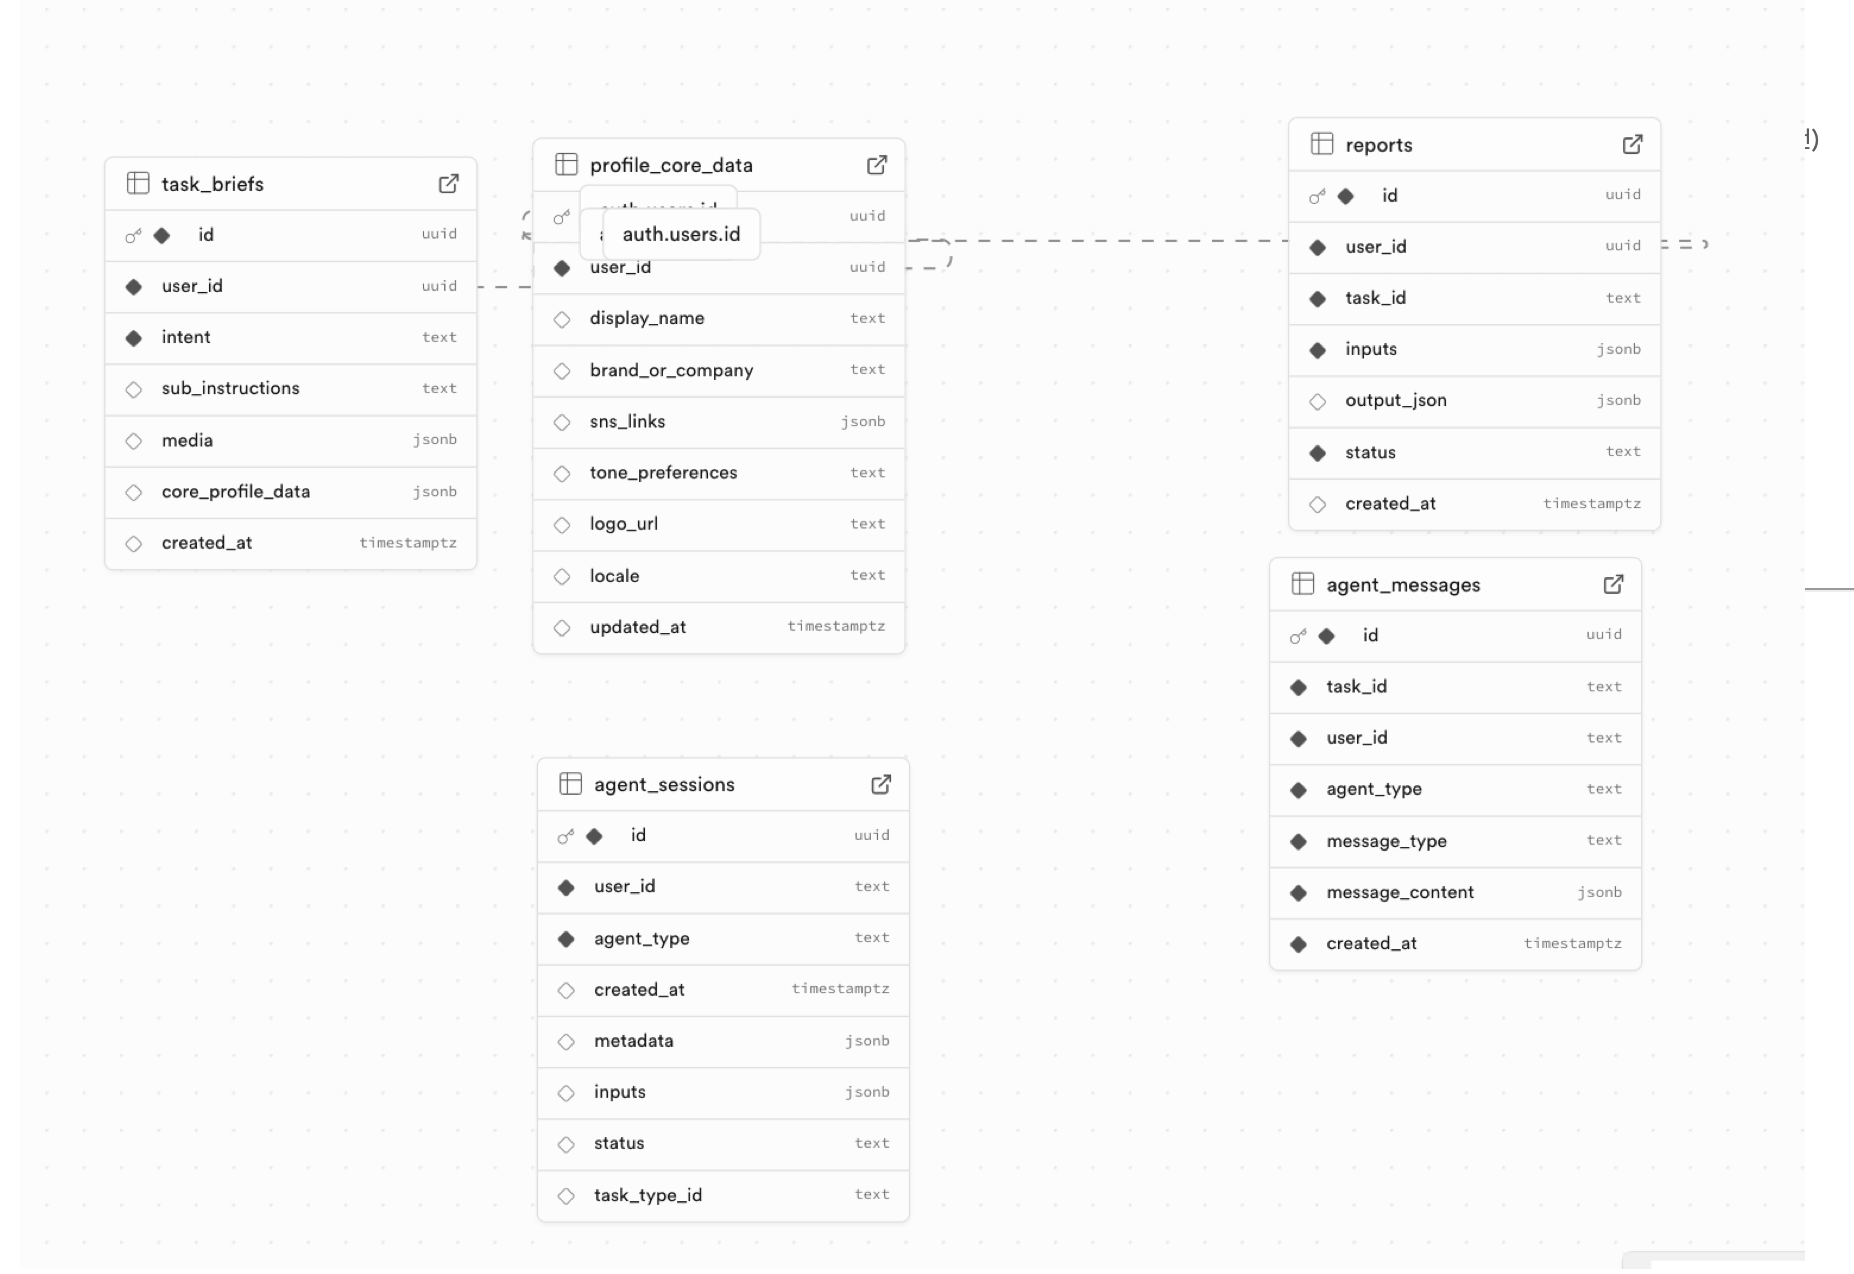 task_briefs
id uuid
user_id uuid
intent text
sub_instructions text
media jsonb
core_profile_data jsonb
created_at timestamptz
profile_core_data
auth.users.id
uuid
auth.users.id
user_id uuid
display_name text
brand_or_company text
sns_links jsonb
tone_preferences text
logo_url text
locale text
updated_at timestamptz
reports
id uuid
user_id uuid
task_id text
inputs jsonb
output_json jsonb
status text
created_at timestamptz
agent_messages
id uuid
task_id text
user_id text
agent_type text
message_type text
message_content jsonb
created_at timestamptz
agent_sessions
id uuid
user_id text
agent_type text
created_at timestamptz
metadata jsonb
inputs jsonb
status text
task_type_id text